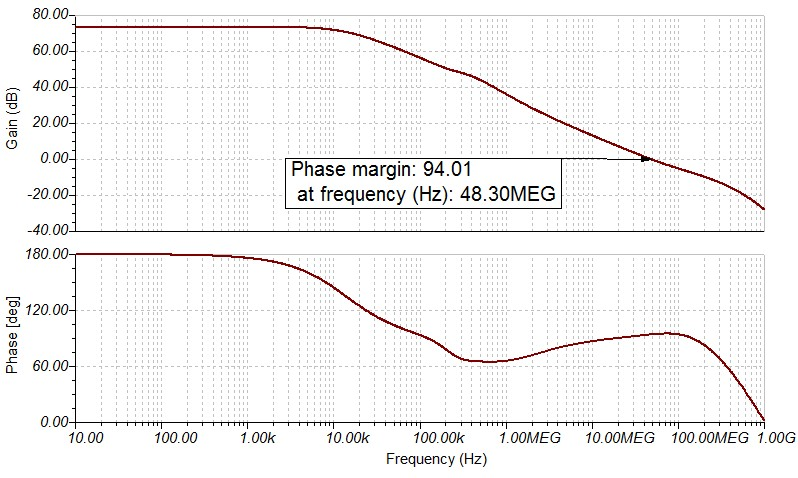 80.00
60.00
40.00
20.00
0.00
-20.00
-40.00
Gain (dB)
Phase margin: 94.01
at frequency (Hz): 48.30MEG
180.00
120.00
60.00
0.00
Phase [deg]
10.00 100.00 1.00k 10.00k 100.00k 1.00MEG 10.00MEG 100.00MEG 1.00G
Frequency (Hz)